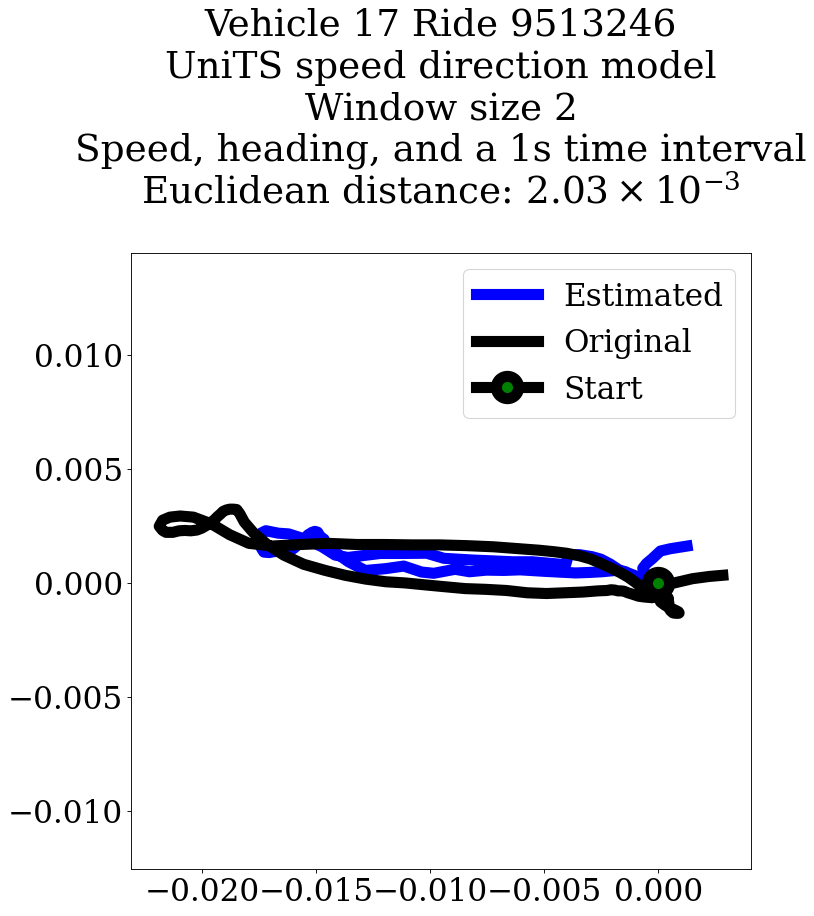 Vehicle 17 Ride 9513246
UniTS speed direction model
Window size 2
Speed, heading, and a 1s time interval
Euclidean distance: 2.03 × 10⁻³
Estimated
Original
Start
0.010
0.005
0.000
−0.005
−0.010
−0.020 −0.015 −0.010 −0.005 0.000